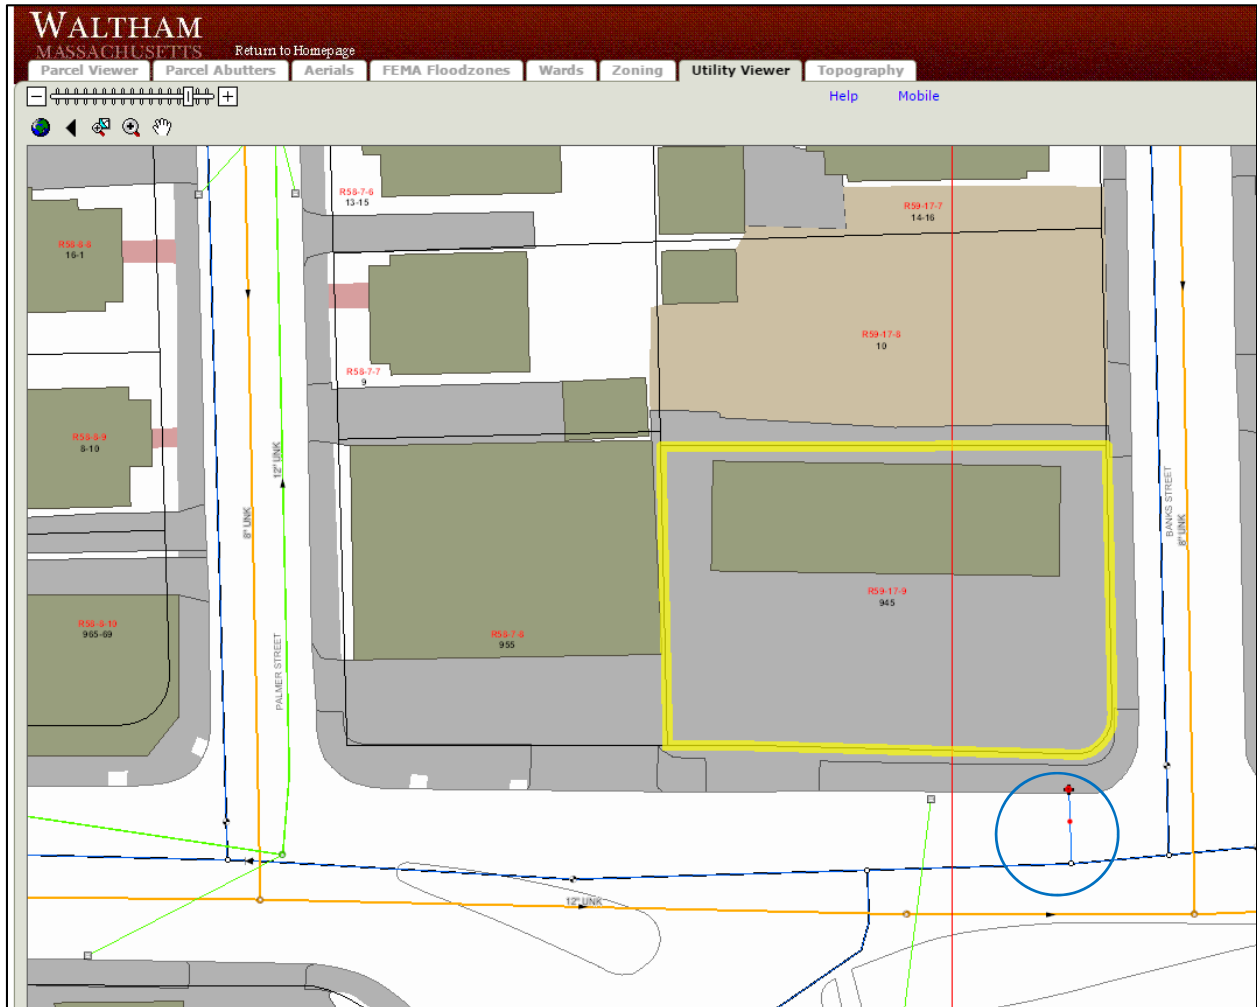 WALTHAM
MASSACHUSETTS Return to Homepage
Parcel Viewer Parcel Abutters Aerials FEMA Floodzones Wards Zoning Utility Viewer Topography
Help Mobile
R58-7-6
13-15
R59-17-7
14-16
R58-8-8
16-1
R59-17-8
10
R58-7-7
9
R58-8-9
8-10
12" UNK
8" UNK
BANKS STREET
8" UNK
R59-17-9
945
R58-8-10
965-69
R58-7-8
955
PALMER STREET
12" UNK